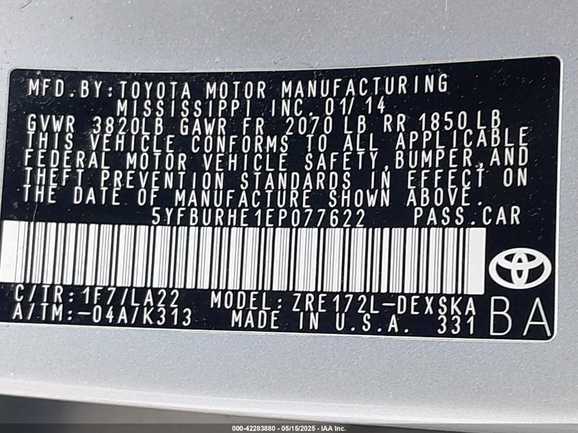 MFD. BY: TOYOTA MOTOR MANUFACTURING
MISSISSIPPI INC 01/14
GVWR 3820LB GAWR FR 2070 LB RR 1850LB
THIS VEHICLE CONFORMS TO ALL APPLICABLE
FEDERAL MOTOR VEHICLE SAFETY, BUMPER, AND
THEFT PREVENTION STANDARDS IN EFFECT ON
THE DATE OF MANUFACTURE SHOWN ABOVE.
5YFBURHE1EP077622 PASS.CAR
C/TR: 1F77/LA22 MODEL: ZRE172L-DEXSKA
A/TM:-04A/K313 MADE IN U.S.A. 331
BA
000-42283880 - 05/15/2025 - IAA Inc.